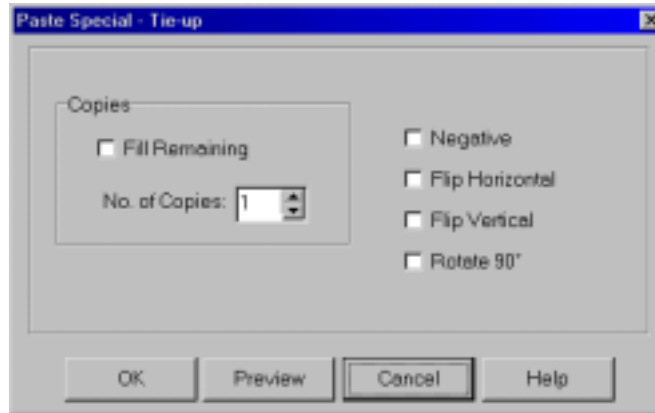 Paste Special - Tie-up
Copies
Fill Remaining
No. of Copies: 1
Negative
Flip Horizontal
Flip Vertical
Rotate 90°
OK Preview Cancel Help